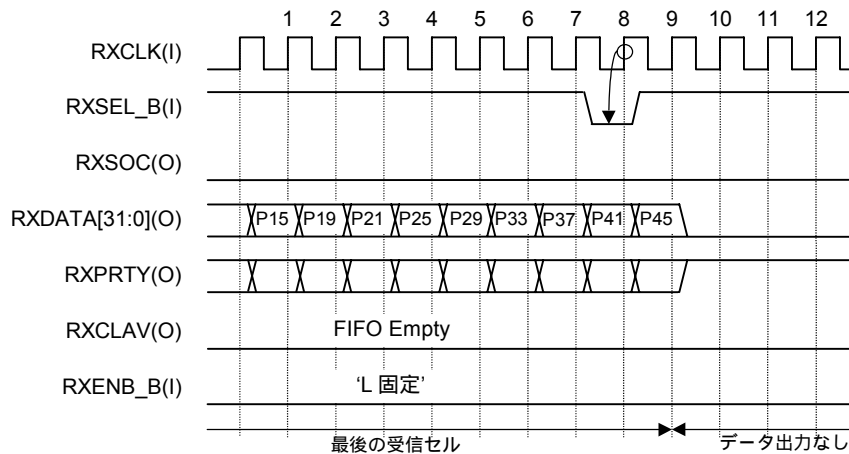 1 2 3 4 5 6 7 8 9 10 11 12
RXCLK(I)
RXSEL_B(I)
RXSOC(O)
RXDATA[31:0](O) P15 P19 P21 P25 P29 P33 P37 P41 P45
RXPRTY(O)
RXCLAV(O) FIFO Empty
RXENB_B(I) ‘L 固定’
最後の受信セル データ出力なし